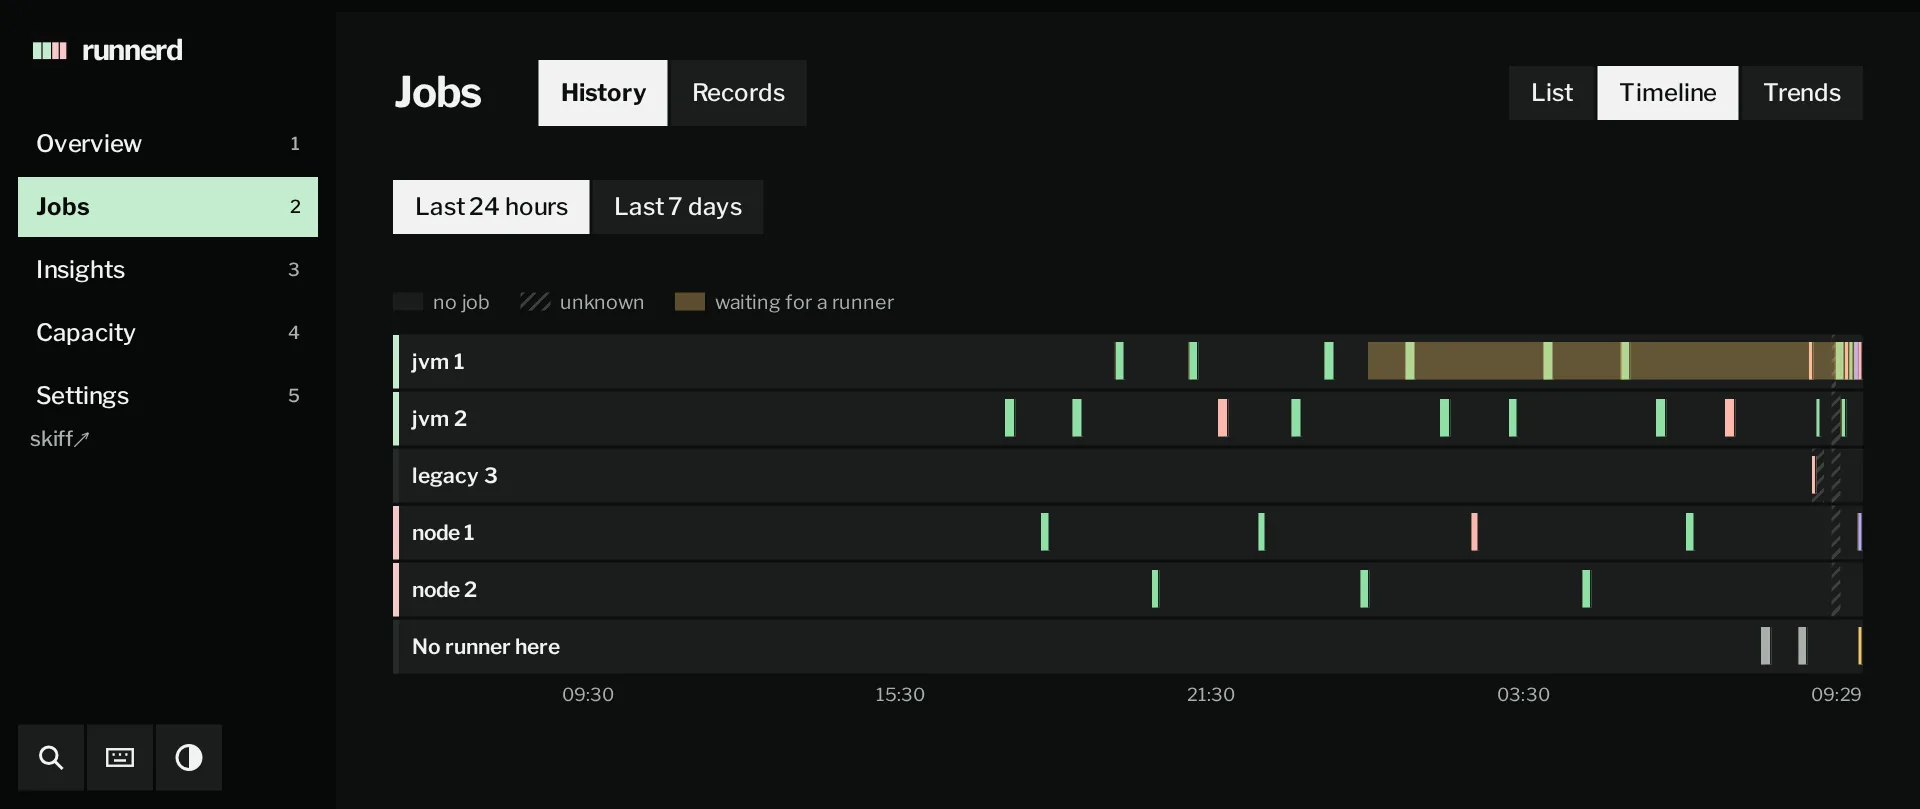 runnerd
Jobs
History
Records
List
Timeline
Trends
Overview 1
Jobs 2
Insights 3
Capacity 4
Settings 5
skiff↗
Last 24 hours
Last 7 days
no job
unknown
waiting for a runner
jvm 1
jvm 2
legacy 3
node 1
node 2
No runner here
09:30 15:30 21:30 03:30 09:29